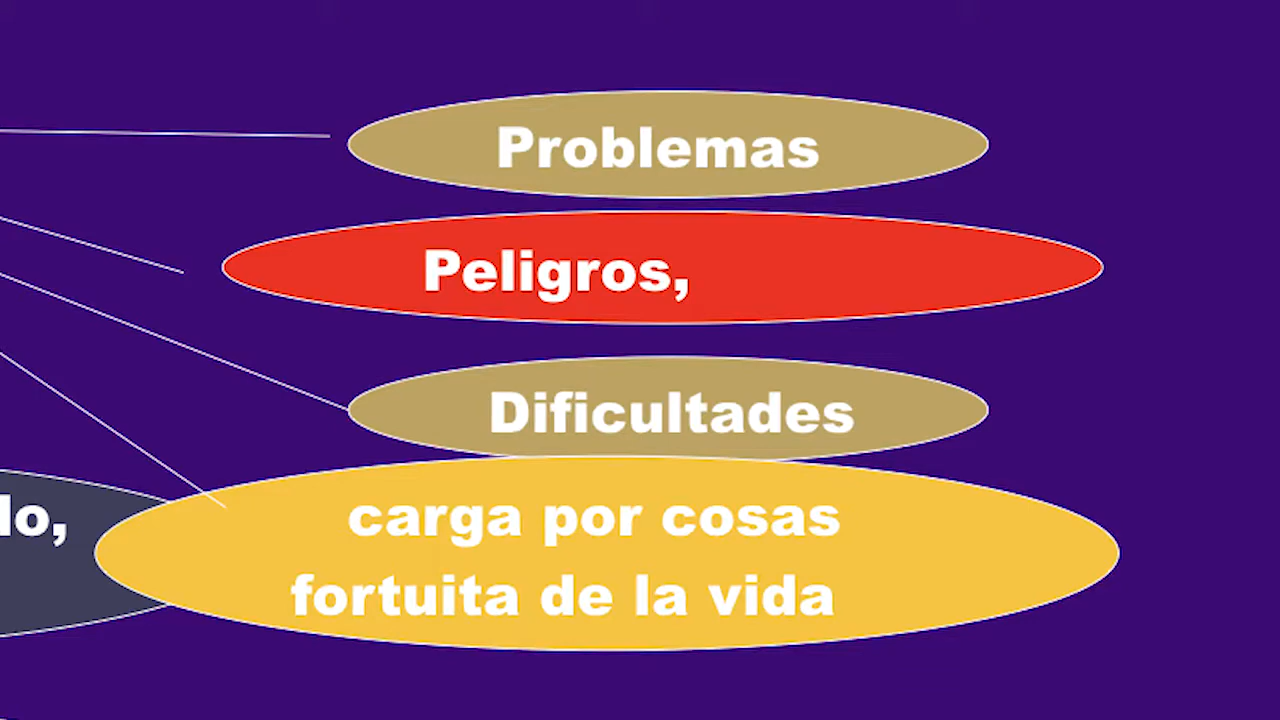 Problemas
Peligros,
Dificultades
carga por cosas
fortuita de la vida